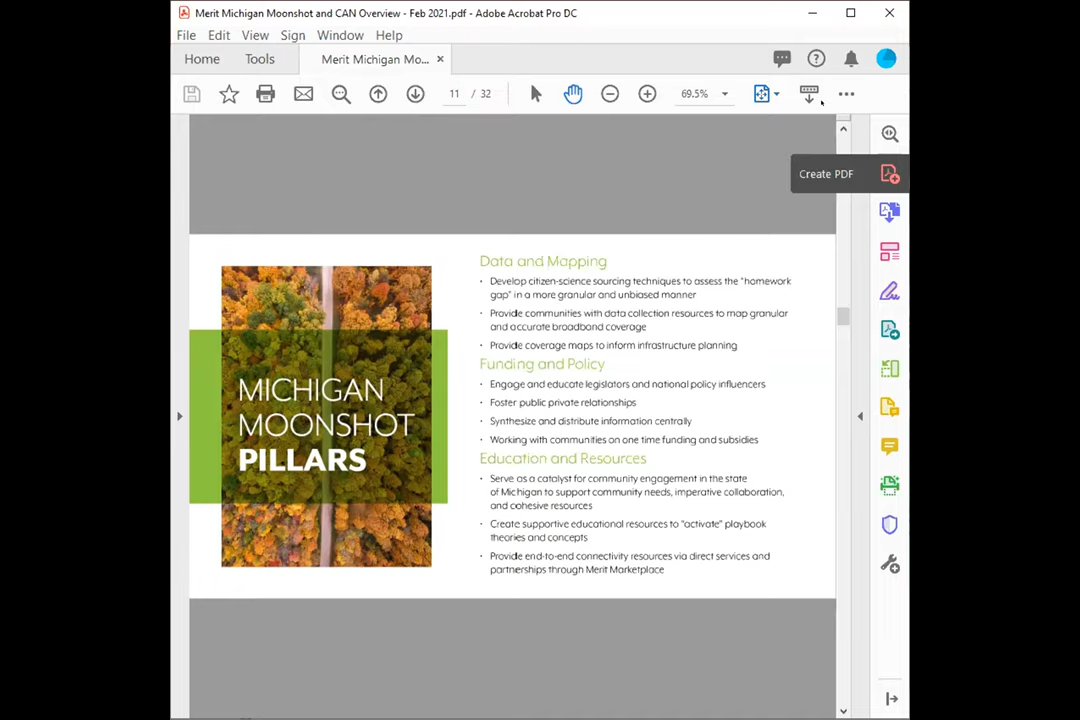 Merit Michigan Moonshot and CAN Overview - Feb 2021.pdf - Adobe Acrobat Pro DC
File Edit View Sign Window Help
Home Tools Merit Michigan Mo... ×
11 / 32 69.5%
Create PDF
MICHIGAN
MOONSHOT
PILLARS
Data and Mapping
· Develop citizen-science sourcing techniques to assess the "homework
gap" in a more granular and unbiased manner
· Provide communities with data collection resources to map granular
and accurate broadband coverage
· Provide coverage maps to inform infrastructure planning
Funding and Policy
· Engage and educate legislators and national policy influencers
· Foster public private relationships
· Synthesize and distribute information centrally
· Working with communities on one time funding and subsidies
Education and Resources
· Serve as a catalyst for community engagement in the state
of Michigan to support community needs, imperative collaboration,
and cohesive resources
· Create supportive educational resources to "activate" playbook
theories and concepts
· Provide end-to-end connectivity resources via direct services and
partnerships through Merit Marketplace